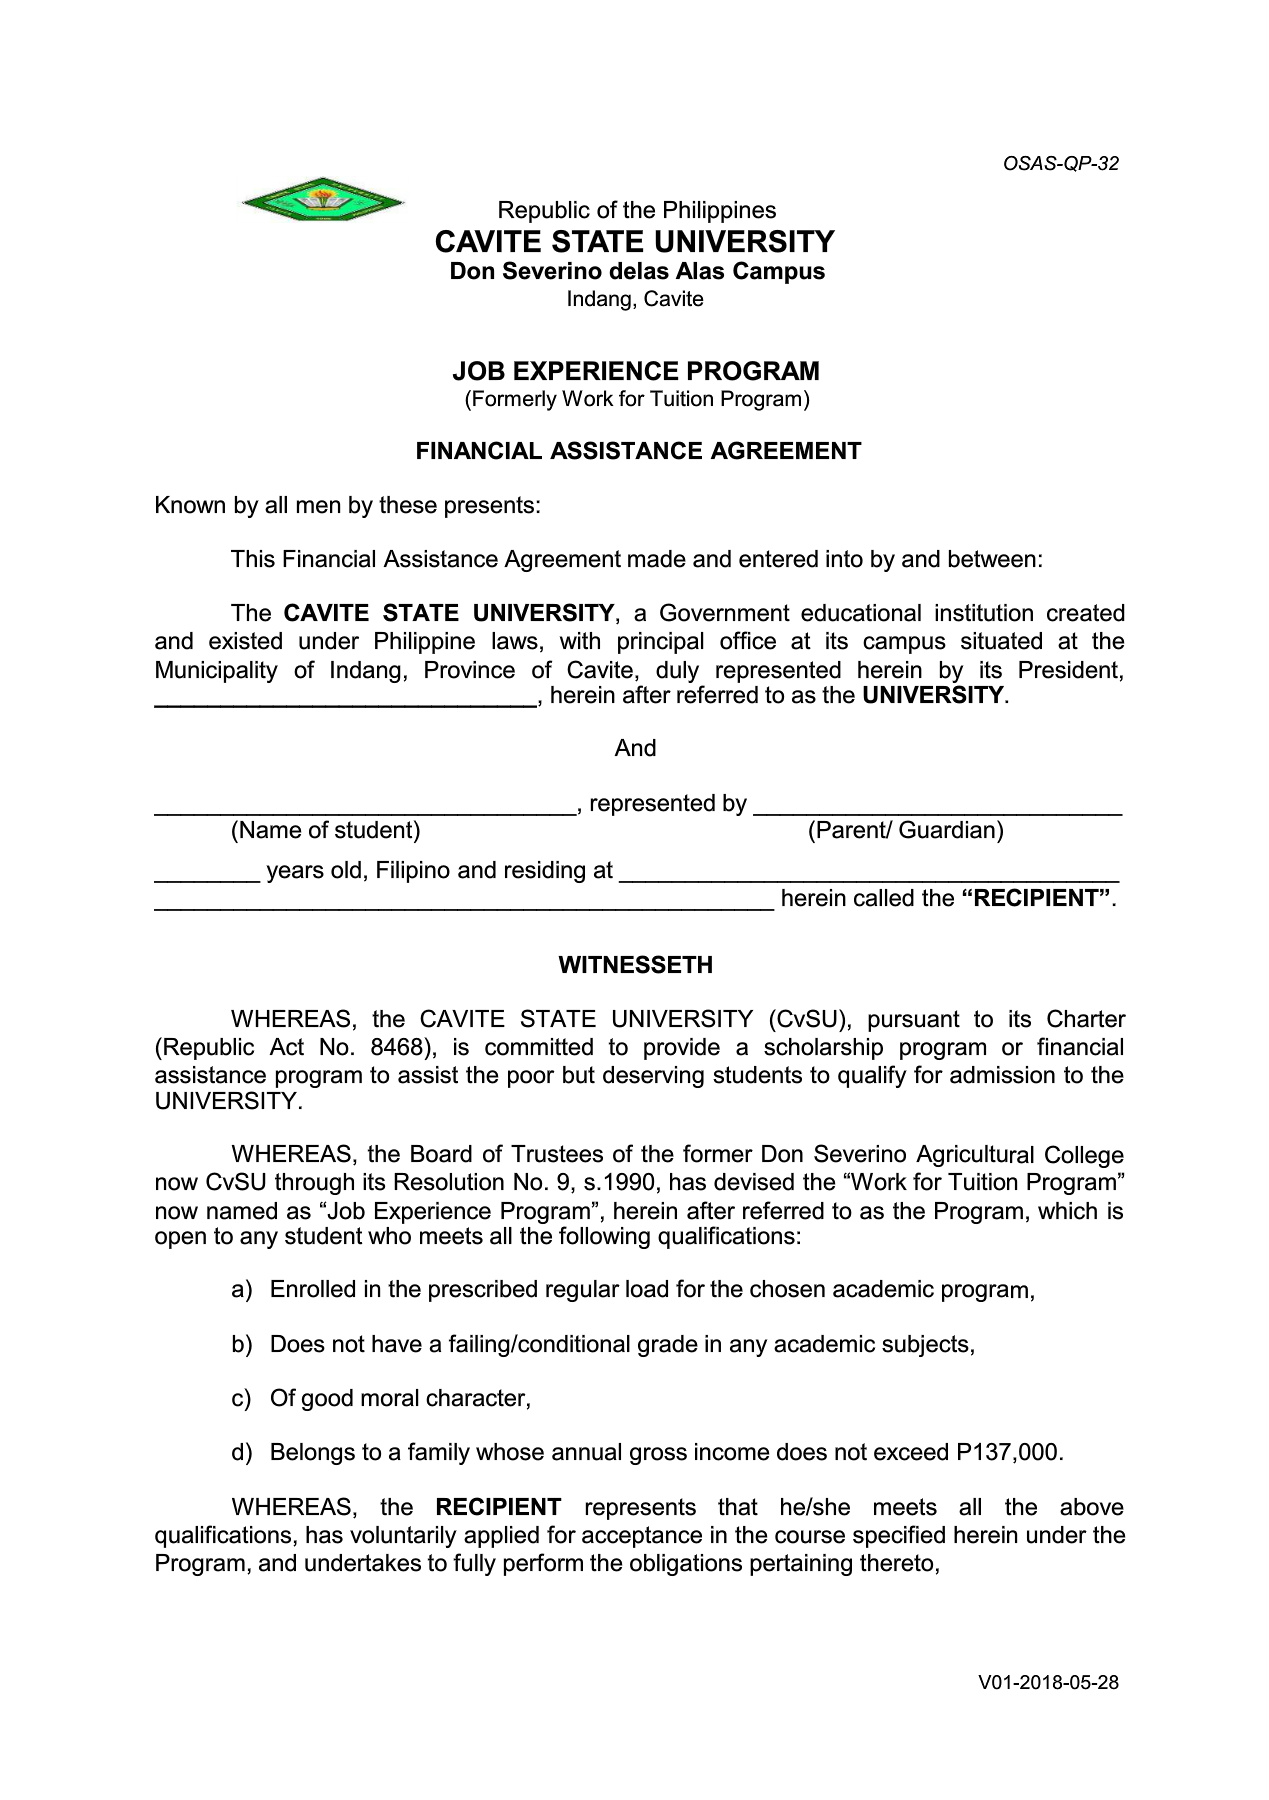 OSAS-QP-32
Republic of the Philippines
CAVITE STATE UNIVERSITY
Don Severino delas Alas Campus
Indang, Cavite
JOB EXPERIENCE PROGRAM
(Formerly Work for Tuition Program)
FINANCIAL ASSISTANCE AGREEMENT
Known by all men by these presents:
This Financial Assistance Agreement made and entered into by and between:
The CAVITE STATE UNIVERSITY, a Government educational institution created
and existed under Philippine laws, with principal office at its campus situated at the
Municipality of Indang, Province of Cavite, duly represented herein by its President,
_____________________________, herein after referred to as the UNIVERSITY.
And
________________________________, represented by ____________________________
(Name of student) (Parent/ Guardian)
________ years old, Filipino and residing at ______________________________________
_______________________________________________ herein called the “RECIPIENT”.
WITNESSETH
WHEREAS, the CAVITE STATE UNIVERSITY (CvSU), pursuant to its Charter
(Republic Act No. 8468), is committed to provide a scholarship program or financial
assistance program to assist the poor but deserving students to qualify for admission to the
UNIVERSITY.
WHEREAS, the Board of Trustees of the former Don Severino Agricultural College
now CvSU through its Resolution No. 9, s.1990, has devised the “Work for Tuition Program”
now named as “Job Experience Program”, herein after referred to as the Program, which is
open to any student who meets all the following qualifications:
a) Enrolled in the prescribed regular load for the chosen academic program,
b) Does not have a failing/conditional grade in any academic subjects,
c) Of good moral character,
d) Belongs to a family whose annual gross income does not exceed P137,000.
WHEREAS, the RECIPIENT represents that he/she meets all the above
qualifications, has voluntarily applied for acceptance in the course specified herein under the
Program, and undertakes to fully perform the obligations pertaining thereto,
V01-2018-05-28